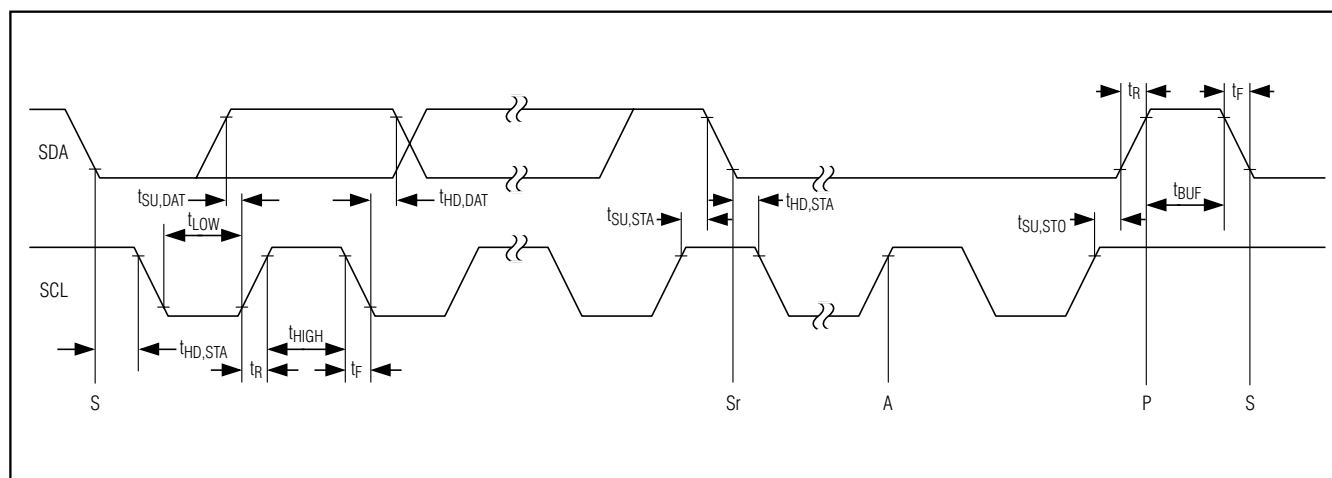 tR
tF
SDA
tSU,DAT
tHD,DAT
tHD,STA
tBUF
tLOW
tSU,STA
tSU,STO
SCL
tHIGH
tHD,STA
tR
tF
S
Sr
A
P
S